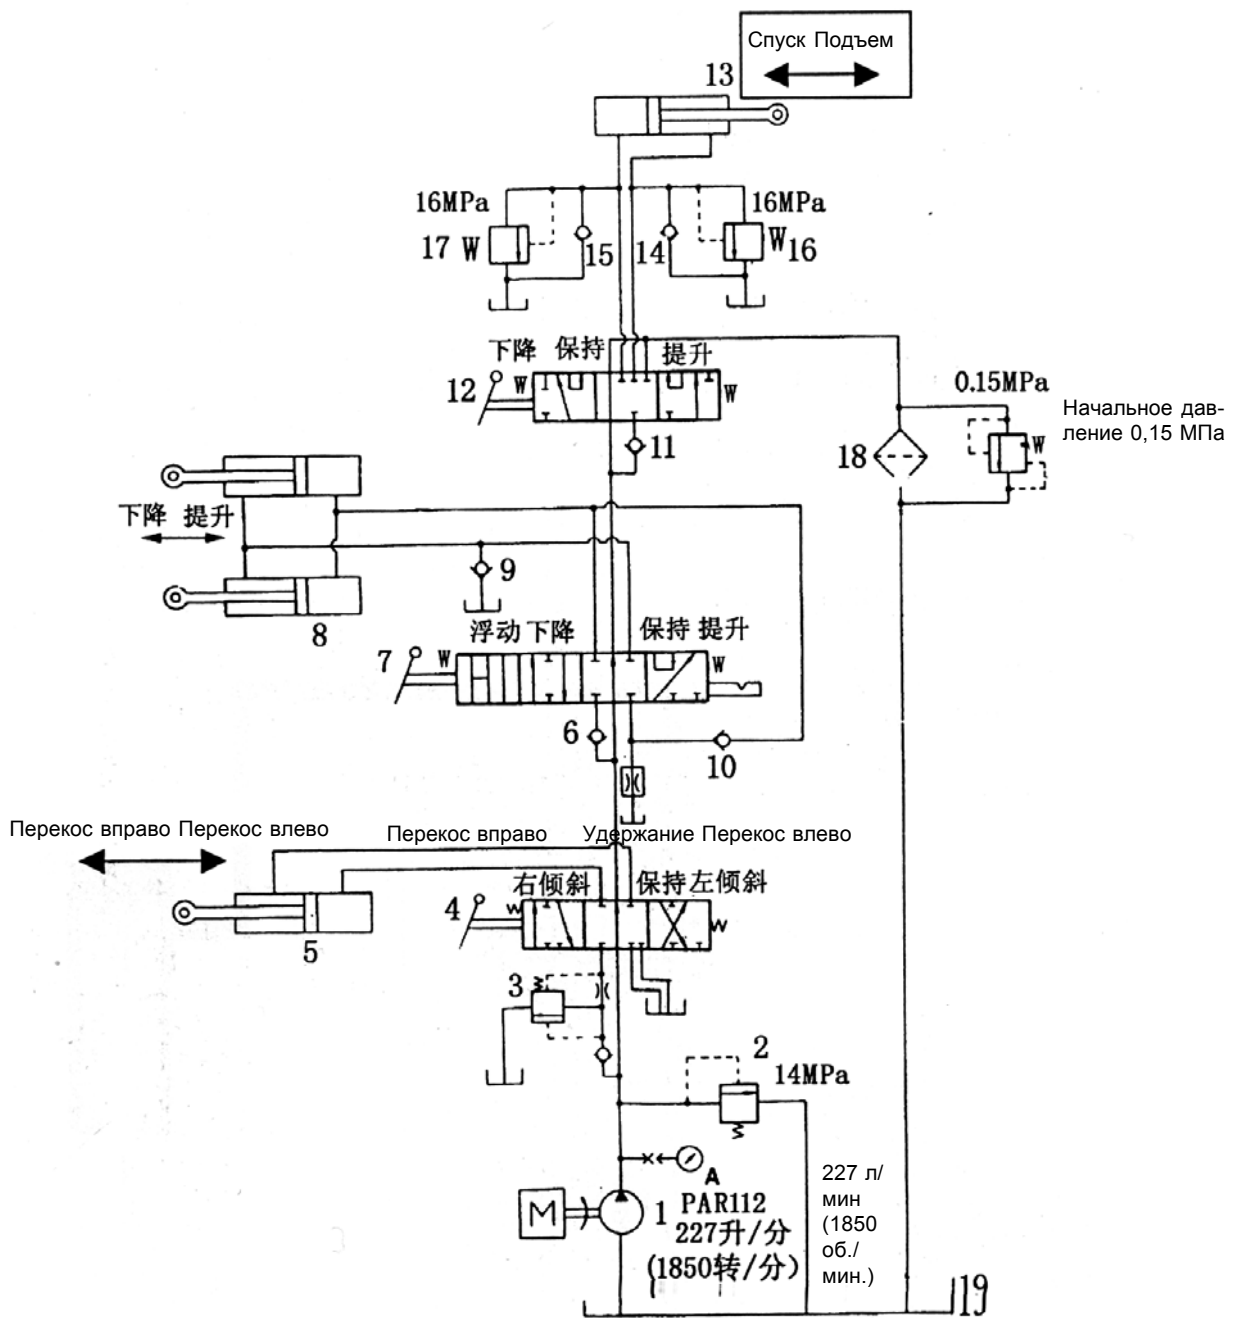 Спуск Подъем
13
16MPa
16MPa
17 W
15
14
W 16
下降 保持 提升
12
W
W
0.15MPa
Начальное дав-
ление 0,15 МПа
11
18
W
下降 提升
9
8
浮动 下降 保持 提升
7
W
W
6
10
Перекос вправо Перекос влево
Перекос вправо Удержание Перекос влево
右倾斜 保持 左倾斜
4
5
3
2
14MPa
A
M
1 PAR112
227升/分
(1850转/分)
227 л/
мин
(1850
об./
мин.)
19